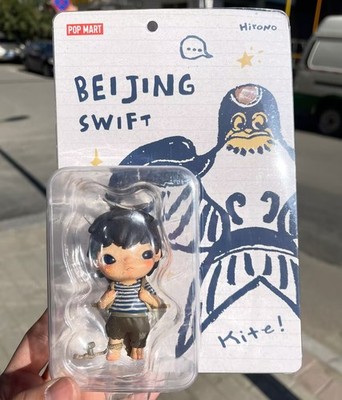 POP MART
Hirono
...
BEIJING
SWIFT
Kite!